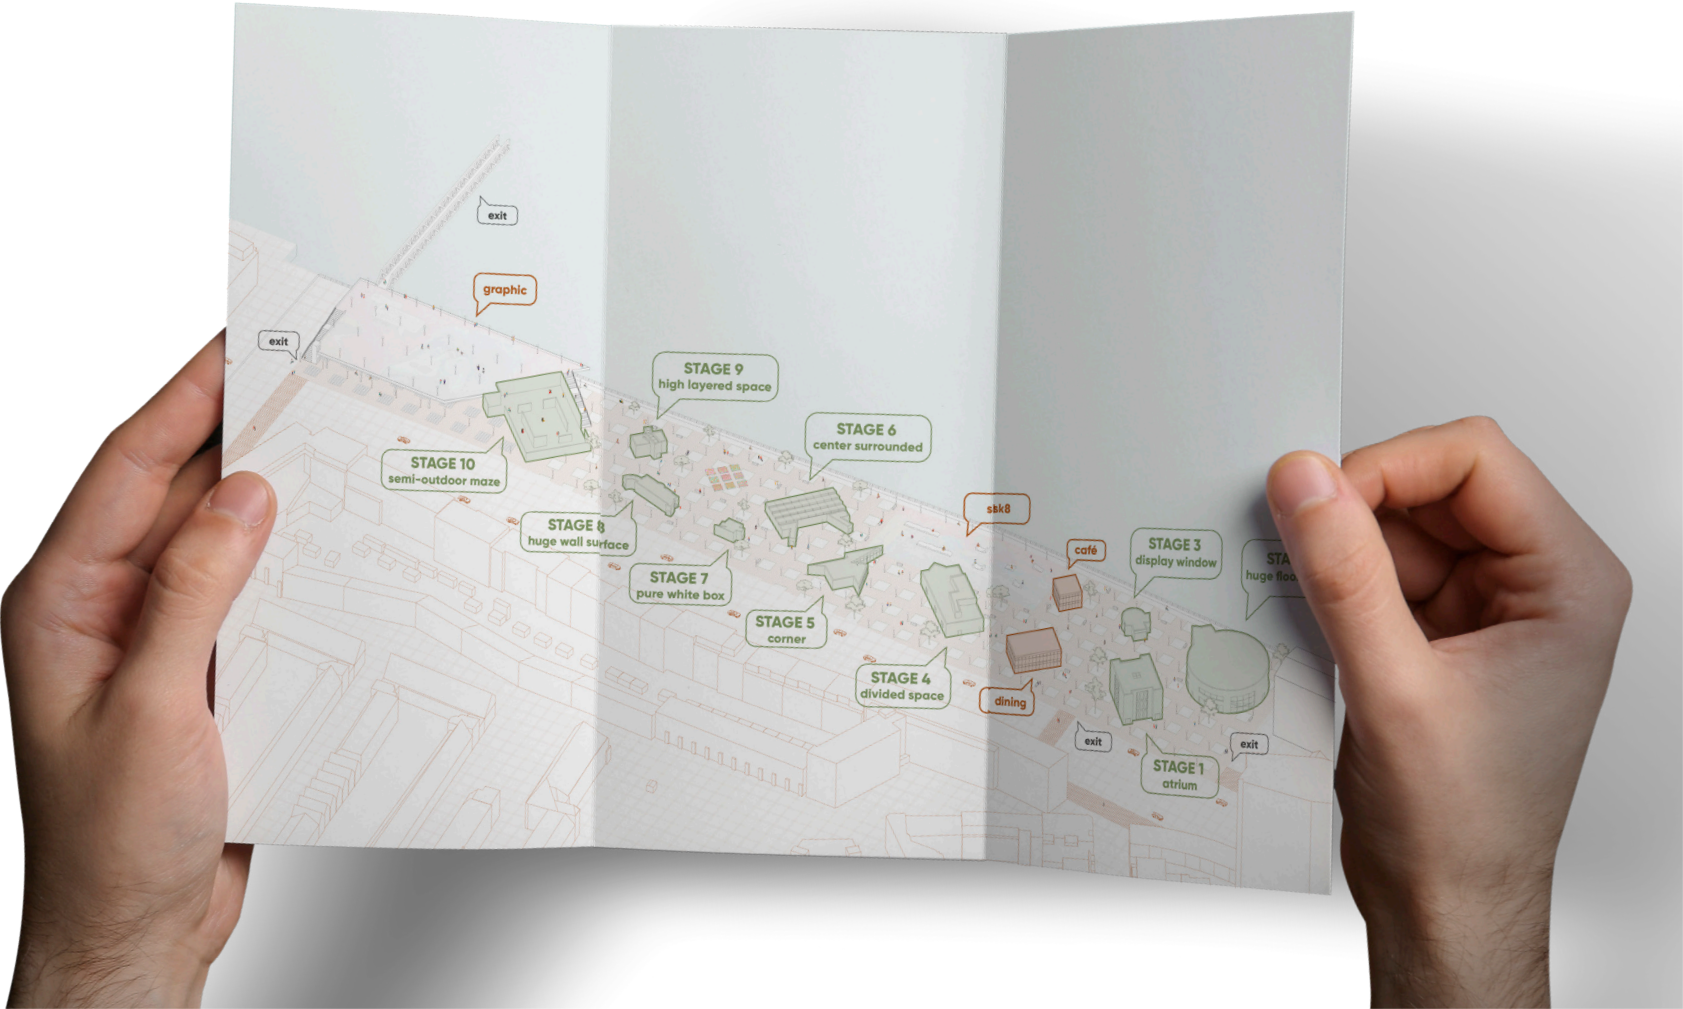 exit
graphic
exit
STAGE 9
high layered space
STAGE 6
center surrounded
STAGE 10
semi-outdoor maze
sk8
STAGE 8
huge wall surface
café
STAGE 3
display window
huge
STAGE 7
pure white box
STAGE 5
corner
STAGE 4
divided space
dining
exit
exit
STAGE 1
atrium